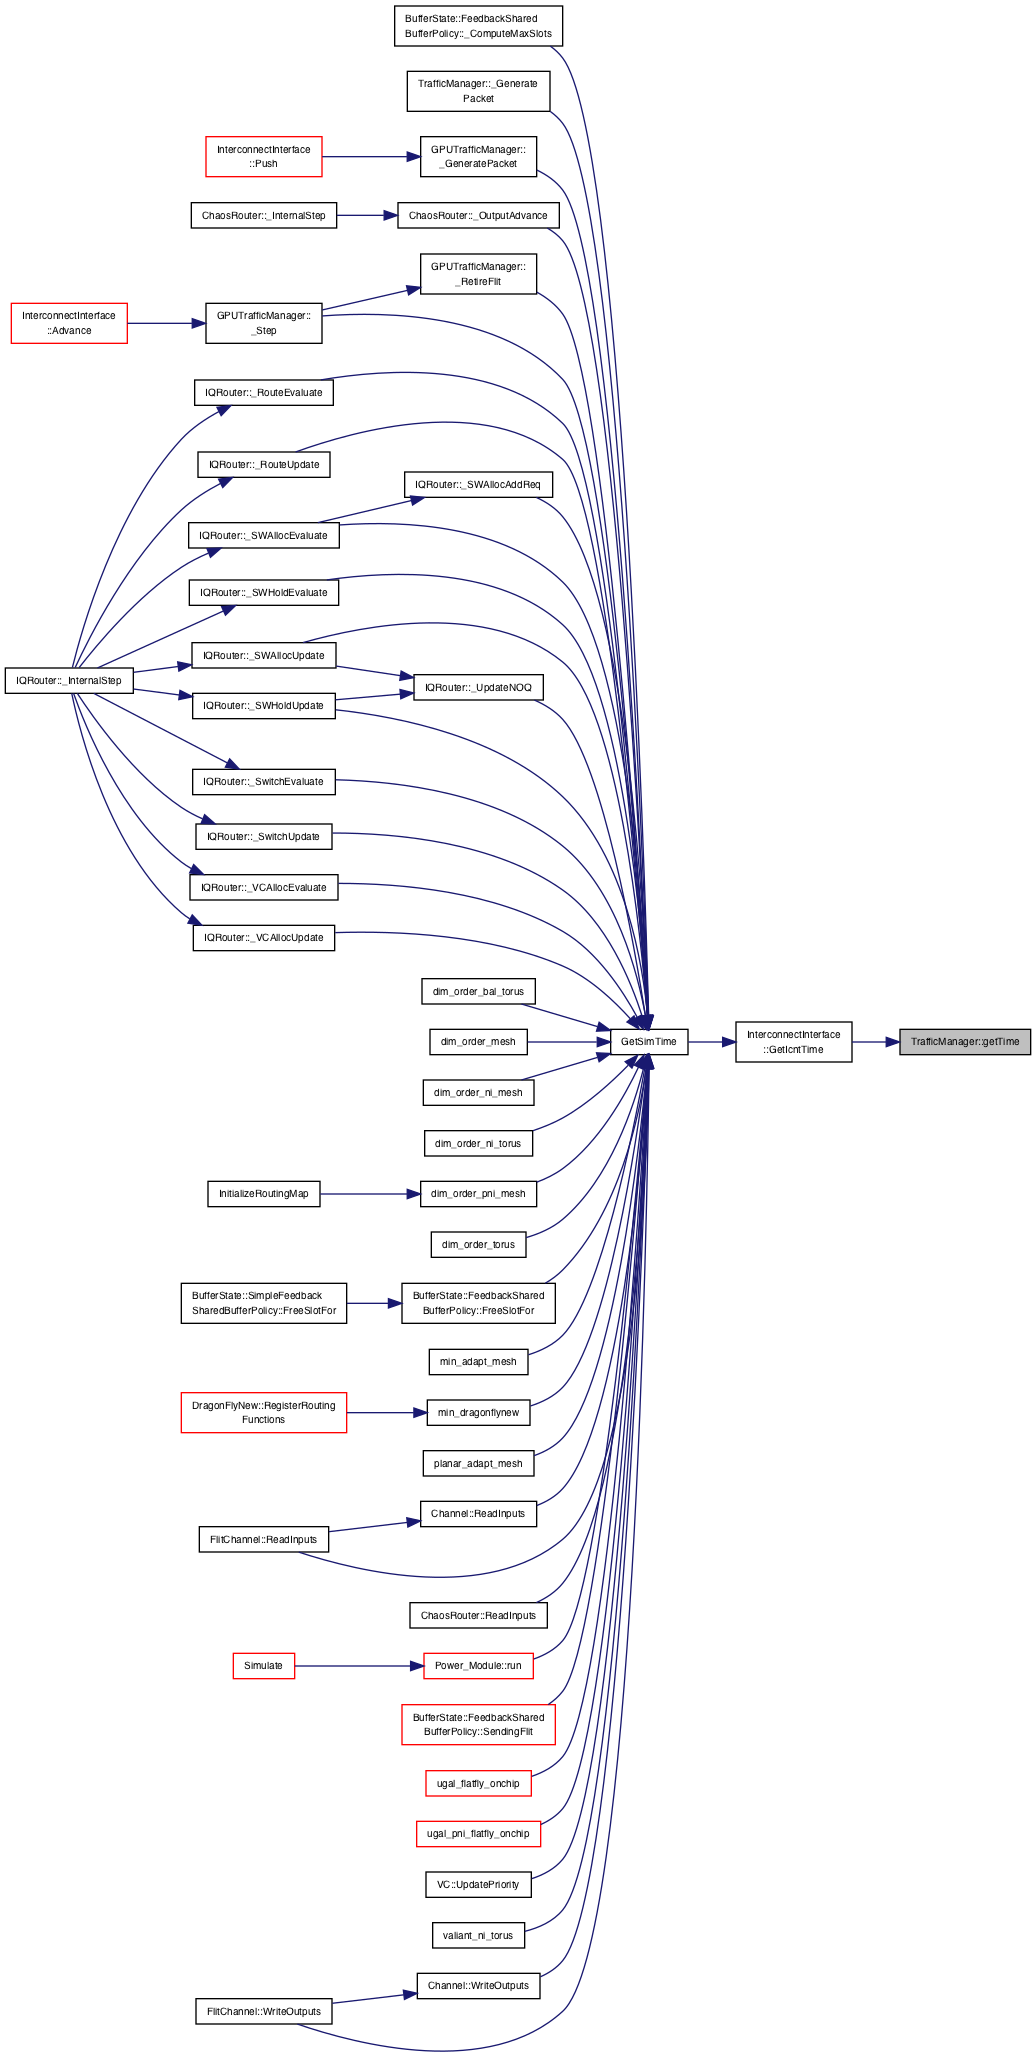 BufferState::FeedbackShared
BufferPolicy::_ComputeMaxSlots
TrafficManager::_Generate
Packet
InterconnectInterface
::Push
GPUTrafficManager::
_GeneratePacket
ChaosRouter::_InternalStep
ChaosRouter::_OutputAdvance
GPUTrafficManager::
_RetireFlit
InterconnectInterface
::Advance
GPUTrafficManager::
_Step
IQRouter::_RouteEvaluate
IQRouter::_RouteUpdate
IQRouter::_SWAllocAddReq
IQRouter::_SWAllocEvaluate
IQRouter::_SWHoldEvaluate
IQRouter::_SWAllocUpdate
IQRouter::_InternalStep
IQRouter::_UpdateNOQ
IQRouter::_SWHoldUpdate
IQRouter::_SwitchEvaluate
IQRouter::_SwitchUpdate
IQRouter::_VCAllocEvaluate
IQRouter::_VCAllocUpdate
dim_order_bal_torus
dim_order_mesh
GetSimTime
InterconnectInterface
::GetIcntTime
TrafficManager::getTime
dim_order_ni_mesh
dim_order_ni_torus
InitializeRoutingMap
dim_order_pni_mesh
dim_order_torus
BufferState::SimpleFeedback
SharedBufferPolicy::FreeSlotFor
BufferState::FeedbackShared
BufferPolicy::FreeSlotFor
min_adapt_mesh
DragonFlyNew::RegisterRouting
Functions
min_dragonflynew
planar_adapt_mesh
Channel::ReadInputs
FlitChannel::ReadInputs
ChaosRouter::ReadInputs
Simulate
Power_Module::run
BufferState::FeedbackShared
BufferPolicy::SendingFlit
ugal_flatfly_onchip
ugal_pni_flatfly_onchip
VC::UpdatePriority
valiant_ni_torus
Channel::WriteOutputs
FlitChannel::WriteOutputs